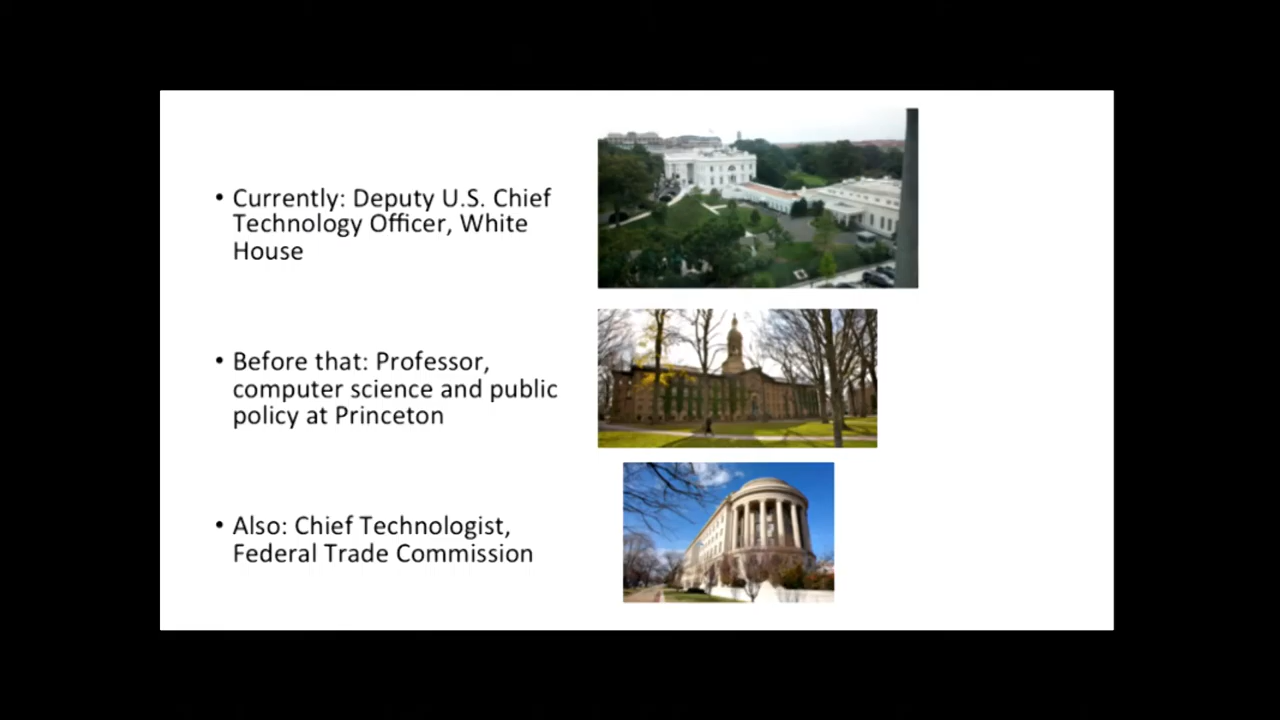 • Currently: Deputy U.S. Chief
Technology Officer, White
House
• Before that: Professor,
computer science and public
policy at Princeton
• Also: Chief Technologist,
Federal Trade Commission